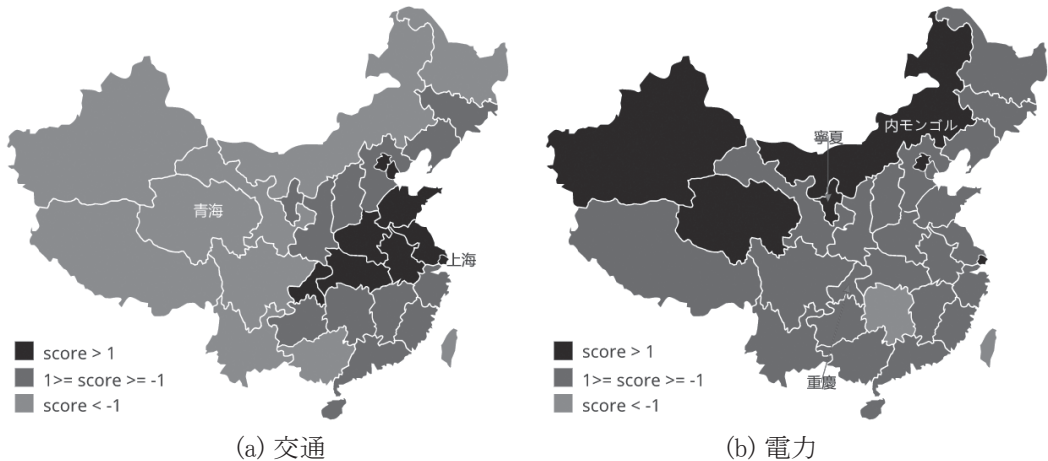 青海
上海
score > 1
1>= score >= -1
score < -1
(a) 交通
内モンゴル
寧夏
重慶
score > 1
1>= score >= -1
score < -1
(b) 電力